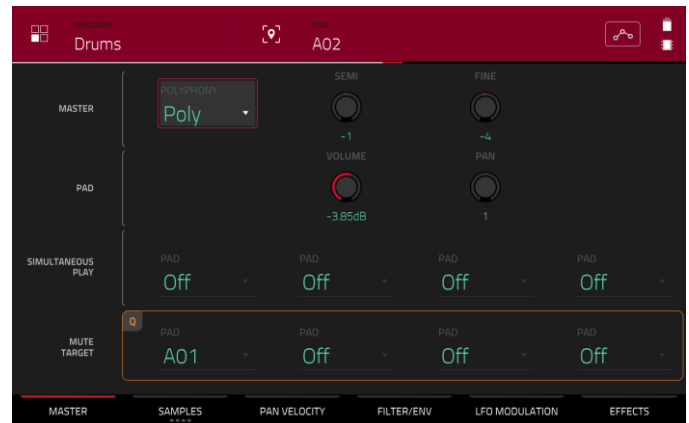 PROGRAM PAD
Drums A02
POLYPHONY SEMI FINE
MASTER Poly
-1 -4
VOLUME PAN
PAD
-3.85dB 1
SIMULTANEOUS PLAY
PAD PAD PAD PAD
Off Off Off Off
Q
MUTE TARGET
PAD PAD PAD PAD
A01 Off Off Off
MASTER SAMPLES PAN VELOCITY FILTER/ENV LFO MODULATION EFFECTS